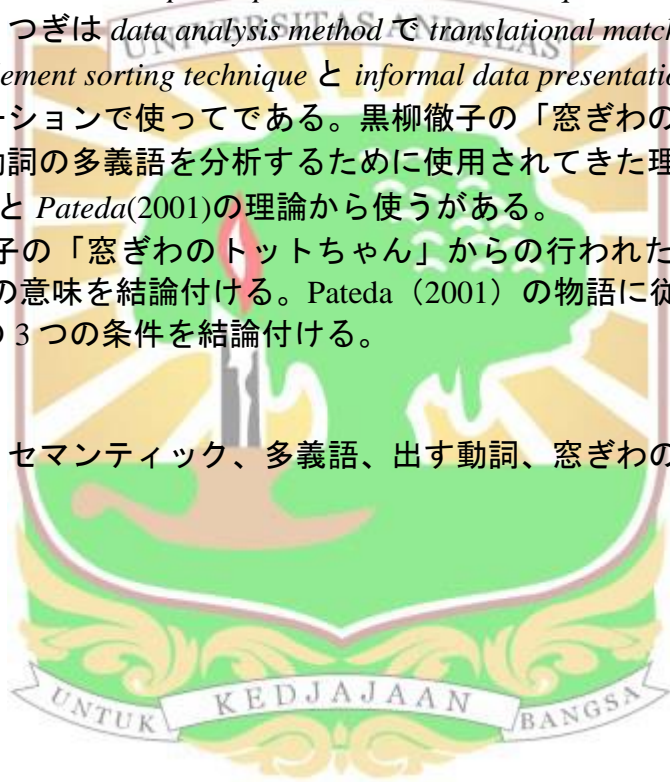 つぎは data analysis method で translational match
UNIVERSITAS ANDALAS
lement sorting technique と informal data presentatio
ーションで使ってである。黒柳徹子の「窓ぎわの
動詞の多義語を分析するために使用されてきた理
と Pateda(2001)の理論から使うがある。
子の「窓ぎわのトットちゃん」からの行われた
の意味を結論付ける。Pateda（2001）の物語に従
の 3 つの条件を結論付ける。
セマンティック、多義語、出す動詞、窓ぎわの
UNTUK KEDJAJAAN BANGSA